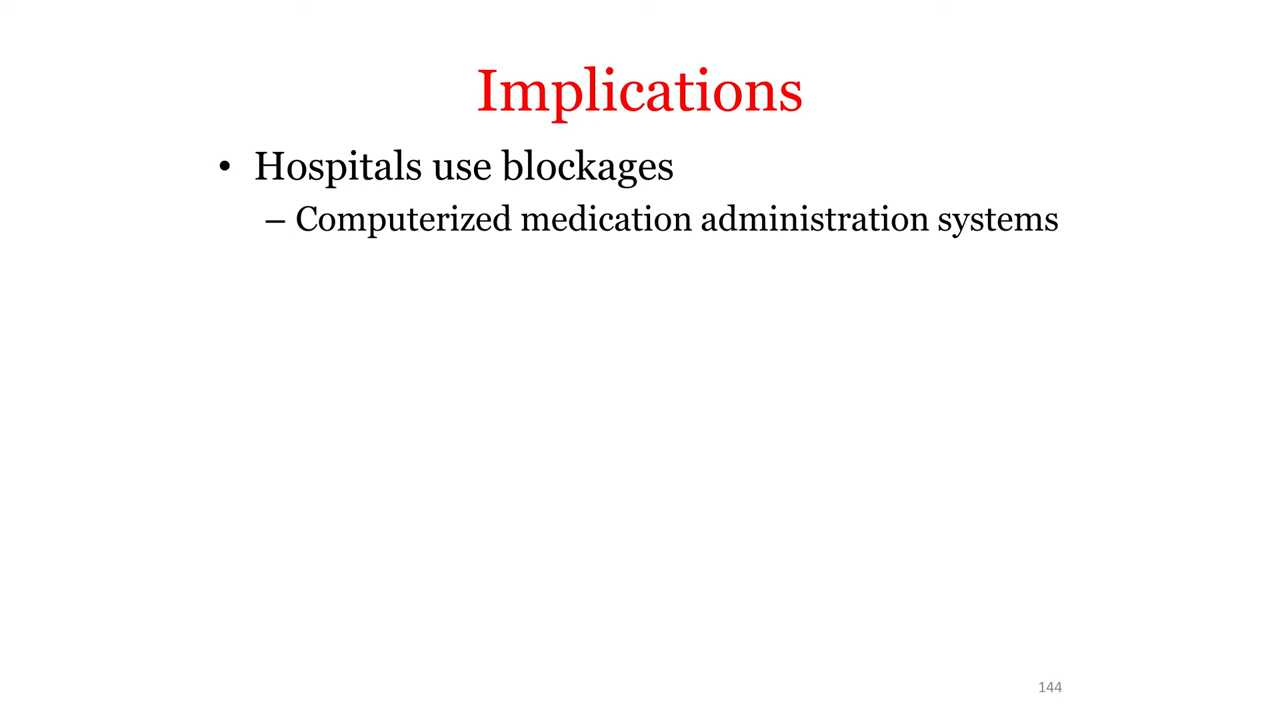 Implications
• Hospitals use blockages
– Computerized medication administration systems
144